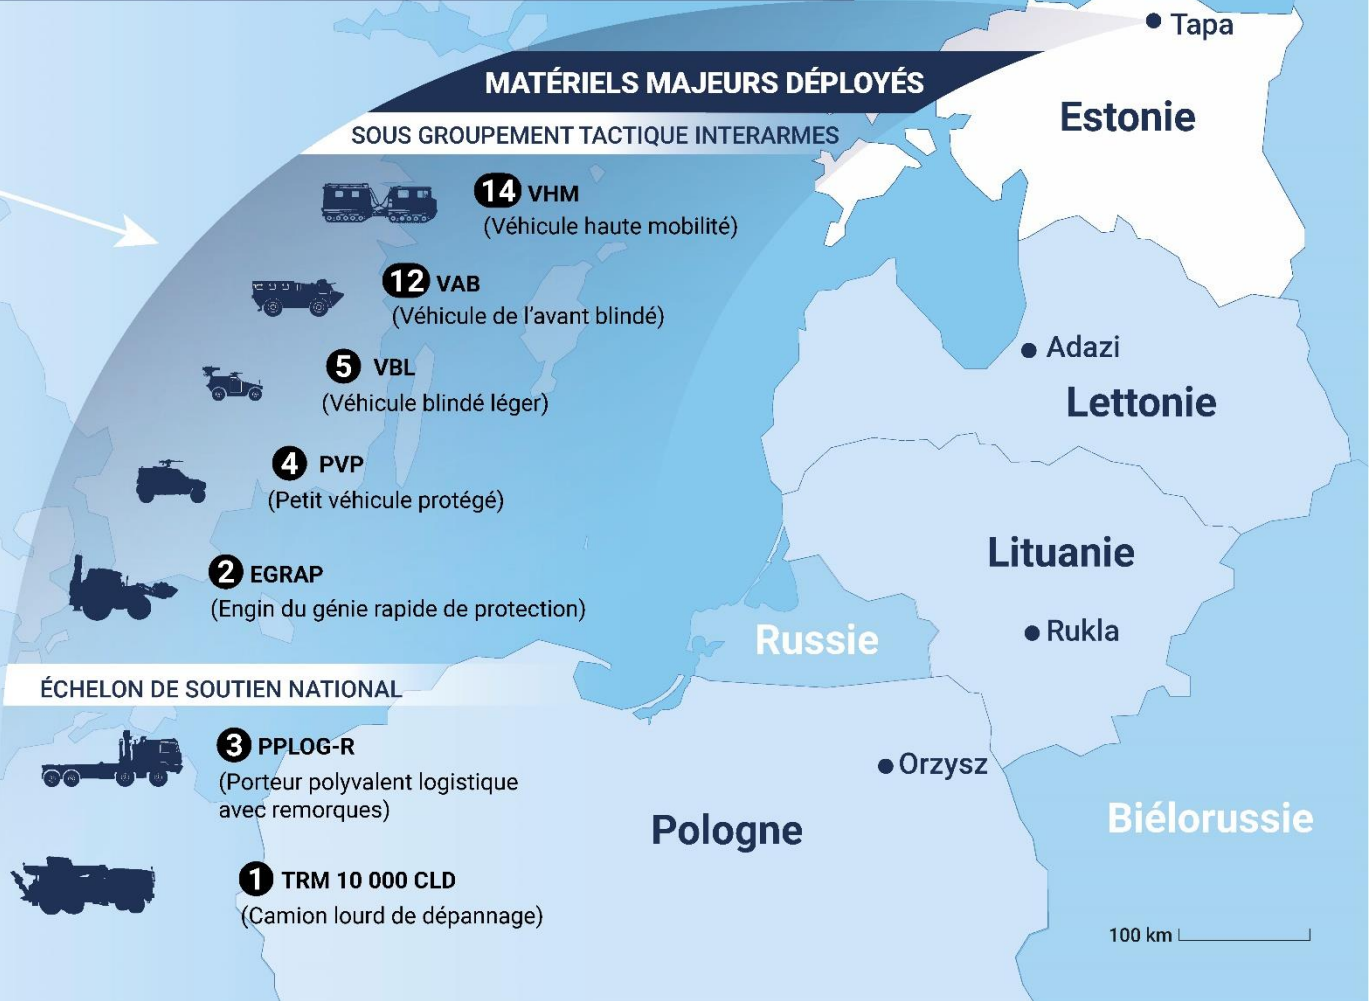 MATÉRIELS MAJEURS DÉPLOYÉS
SOUS GROUPEMENT TACTIQUE INTERARMES
14 VHM
(Véhicule haute mobilité)
12 VAB
(Véhicule de l'avant blindé)
5 VBL
(Véhicule blindé léger)
4 PVP
(Petit véhicule protégé)
2 EGRAP
(Engin du génie rapide de protection)
ÉCHELON DE SOUTIEN NATIONAL
3 PPLOG-R
(Porteur polyvalent logistique
avec remorques)
1 TRM 10 000 CLD
(Camion lourd de dépannage)
Tapa
Estonie
Adazi
Lettonie
Lituanie
Rukla
Russie
Orzysz
Pologne
Biélorussie
100 km